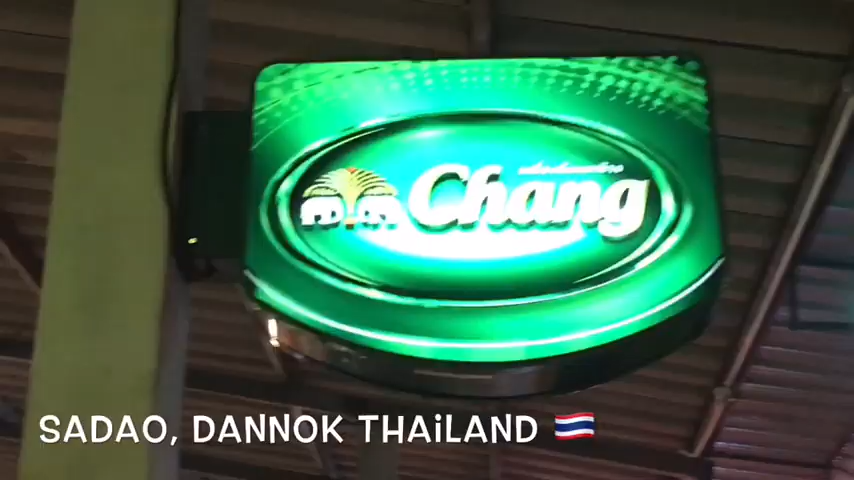 Chang
SADAO, DANNOK THAiLAND 🇹🇭